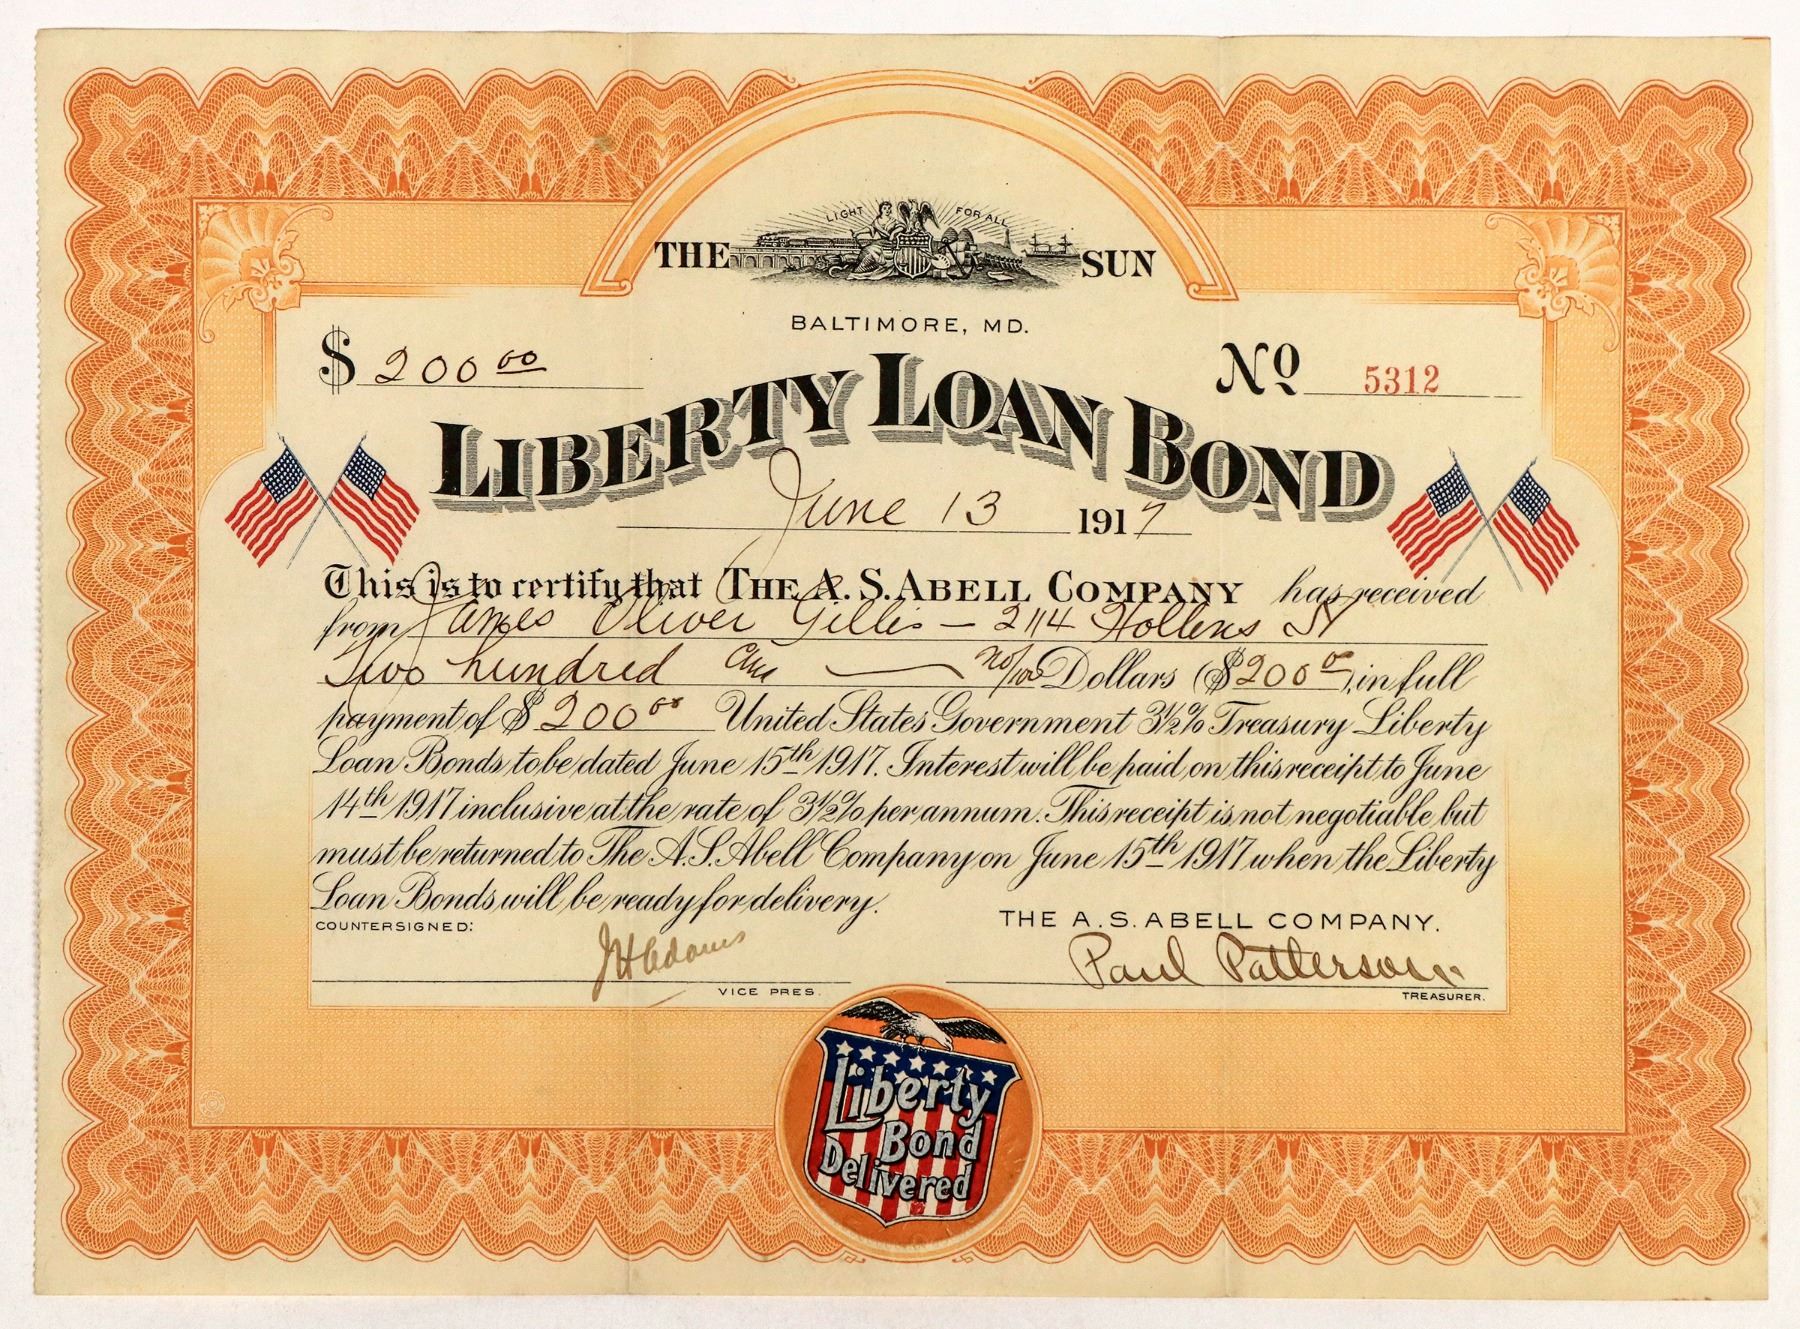 LIGHT FOR ALL
THE SUN
BALTIMORE, MD.
$ 200 00
No 5312
LIBERTY LOAN BOND
June 13 1917
This is to certify that THE A. S. ABELL COMPANY has received
from James Oliver Gillis - 2114 Hollins St
Two hundred and no/100 Dollars ($200 00), in full
payment of $ 200 00 United States Government 3½% Treasury Liberty
Loan Bonds to be dated June 15th 1917. Interest will be paid on this receipt to June
14th 1917 inclusive at the rate of 3½% per annum. This receipt is not negotiable but
must be returned to The A. S. Abell Company on June 15th 1917 when the Liberty
Loan Bonds will be ready for delivery.
COUNTERSIGNED:
THE A. S. ABELL COMPANY.
JH Adams
Paul Patterson
VICE PRES.
TREASURER.
Liberty
Bond
Delivered